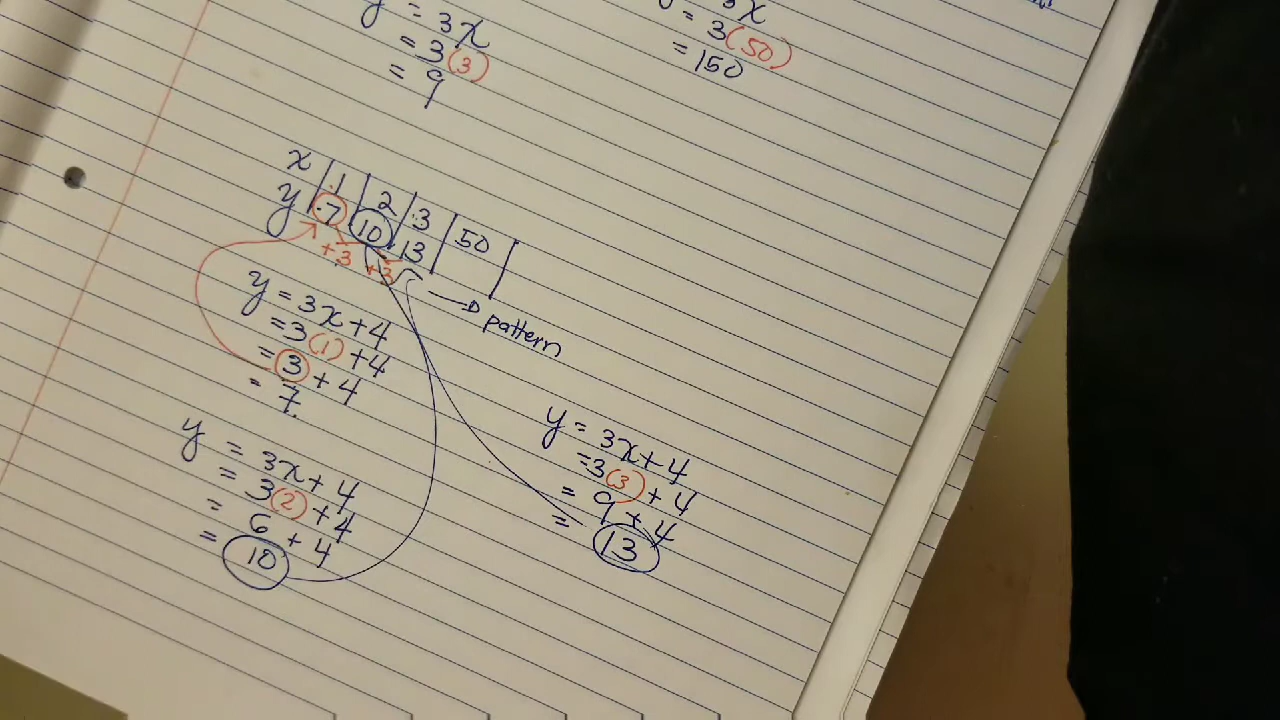 y = 3x
= 3(3)
= 9
= 3(50)
= 150
x 1 2 3 50
y 7 10 13
+3 +3
→ pattern
y = 3x + 4
= 3(1) + 4
= 3 + 4
= 7
y = 3x + 4
= 3(2) + 4
= 6 + 4
= 10
y = 3x + 4
= 3(3) + 4
= 9 + 4
= 13